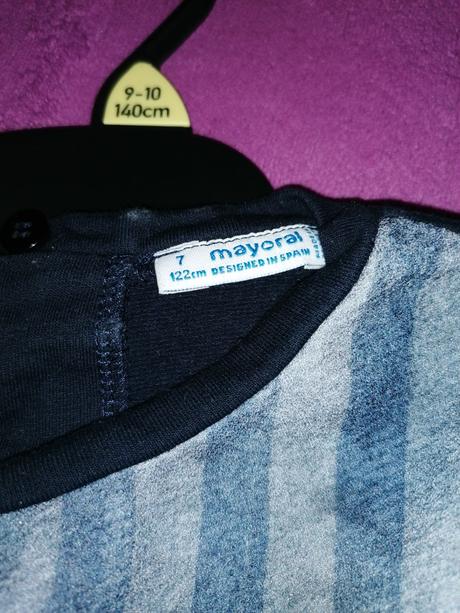 9-10
140cm
7 mayoral
122cm DESIGNED IN SPAIN